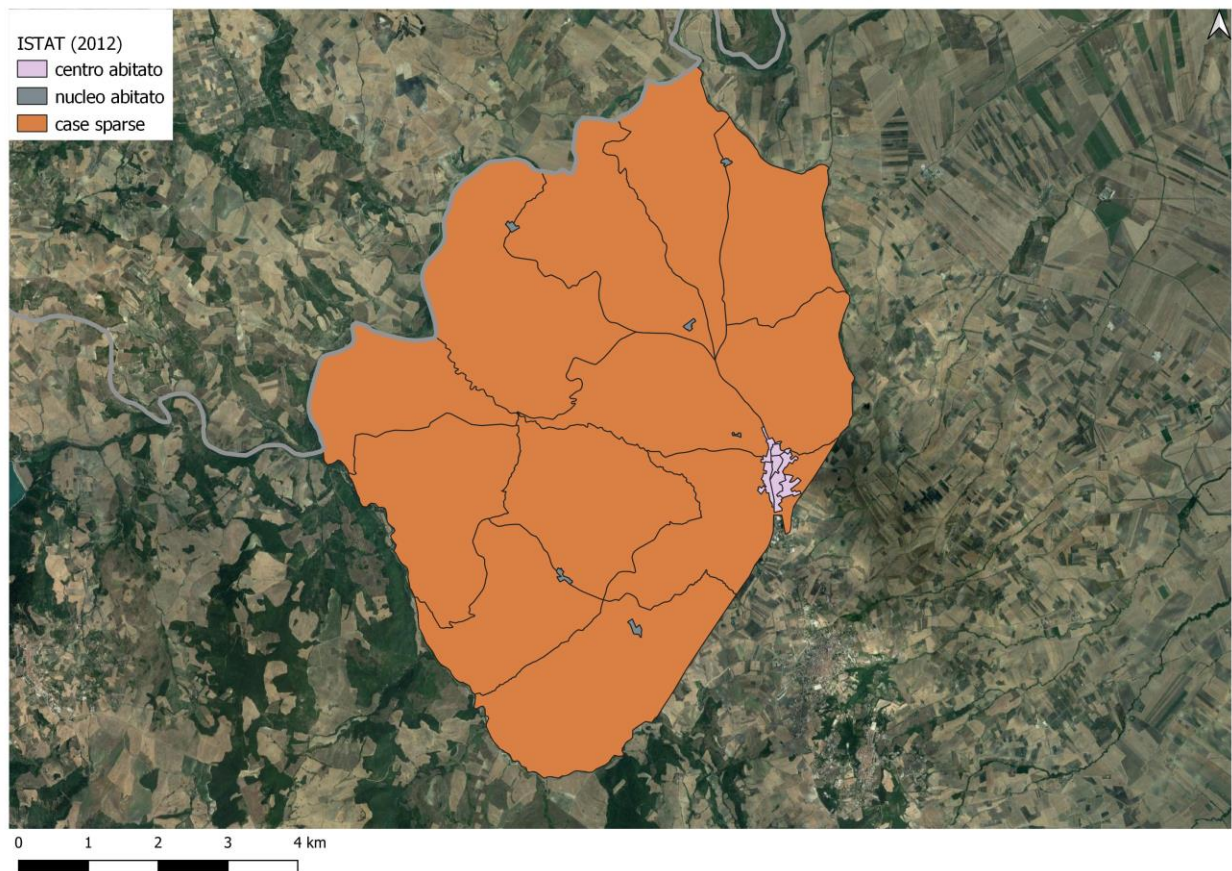 ISTAT (2012)
centro abitato
nucleo abitato
case sparse
0 1 2 3 4 km